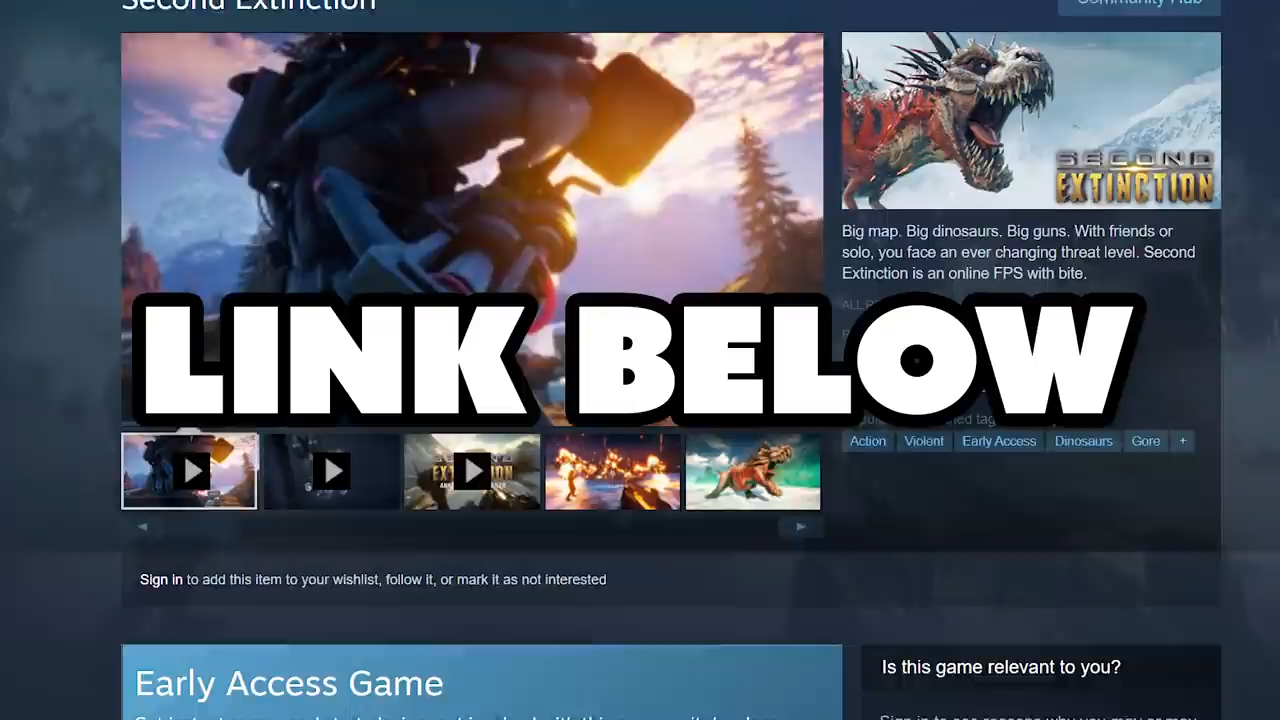 Second Extinction
Community Hub
SECOND
EXTINCTION
Big map. Big dinosaurs. Big guns. With friends or
solo, you face an ever changing threat level. Second
Extinction is an online FPS with bite.
LINK BELOW
Action Violent Early Access Dinosaurs Gore +
Sign in to add this item to your wishlist, follow it, or mark it as not interested
Early Access Game
Is this game relevant to you?